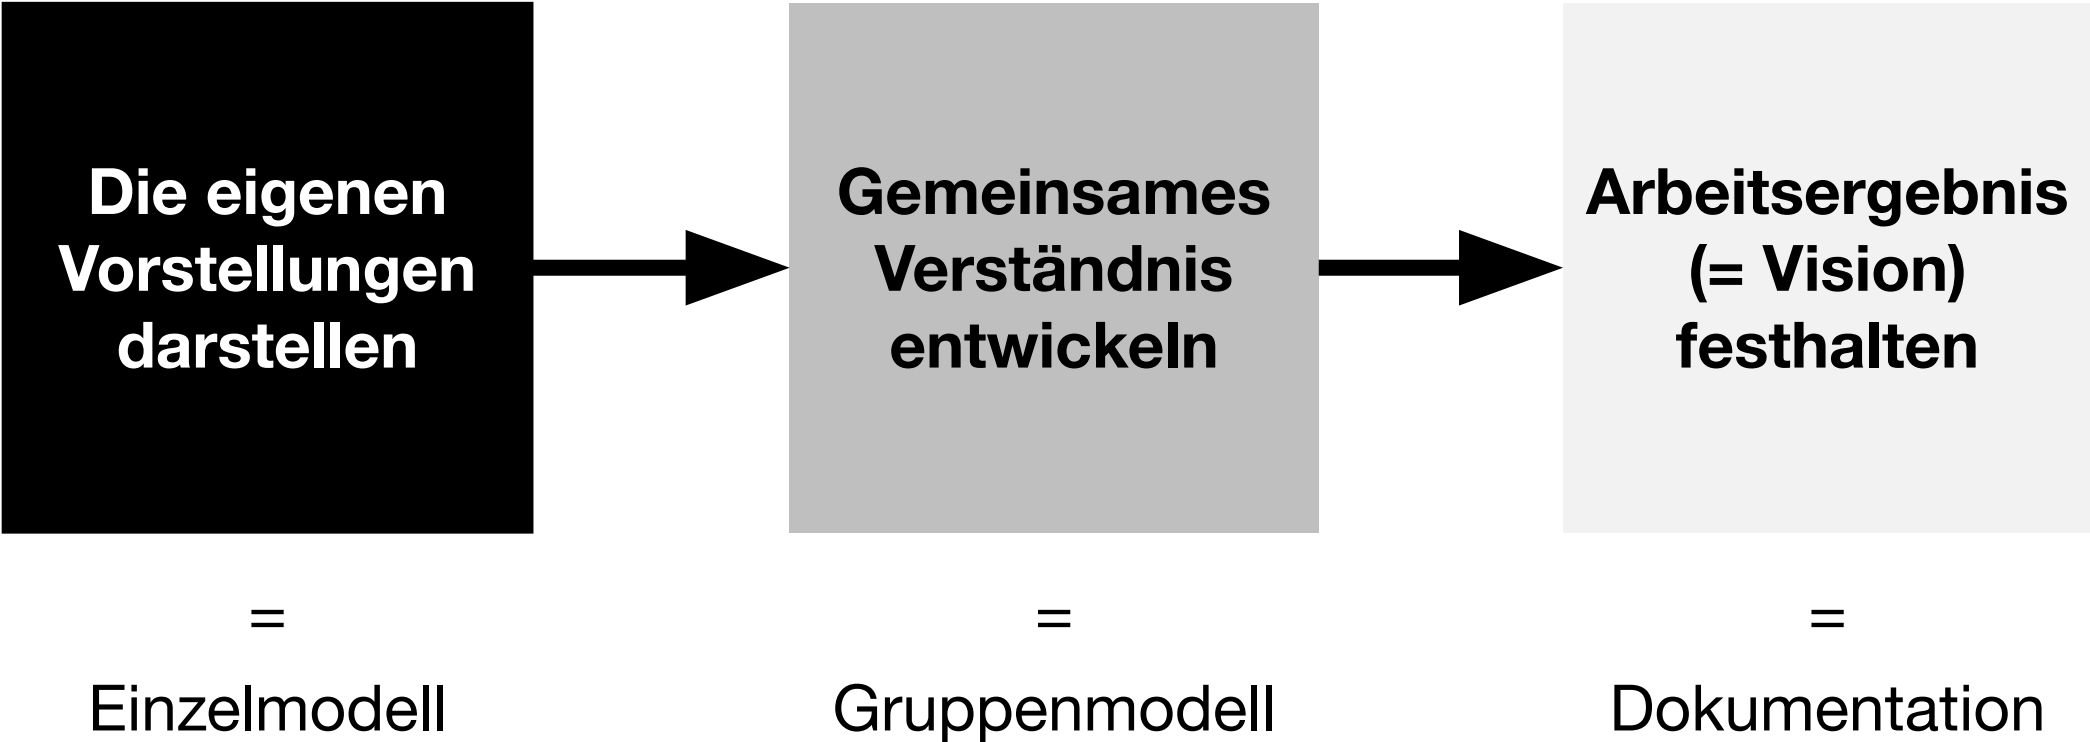 Die eigenen
Vorstellungen
darstellen
=
Einzelmodell
Gemeinsames
Verständnis
entwickeln
=
Gruppenmodell
Arbeitsergebnis
(= Vision)
festhalten
=
Dokumentation